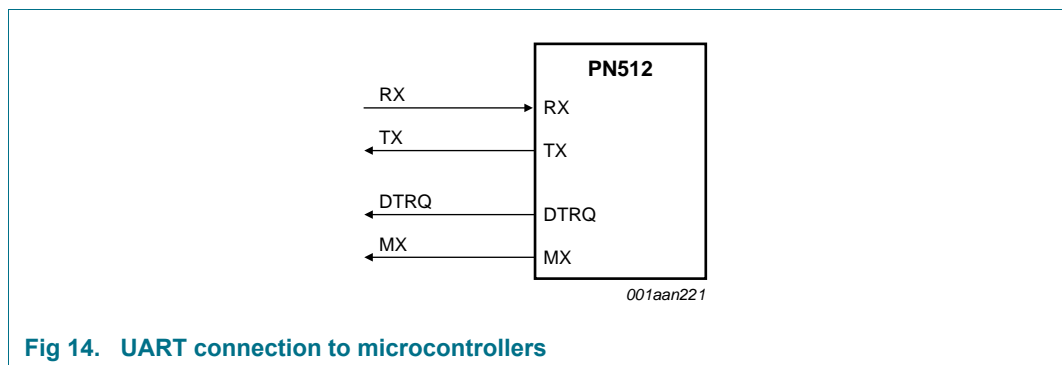 PN512
RX RX
TX TX
DTRQ DTRQ
MX MX
001aan221
Fig 14. UART connection to microcontrollers